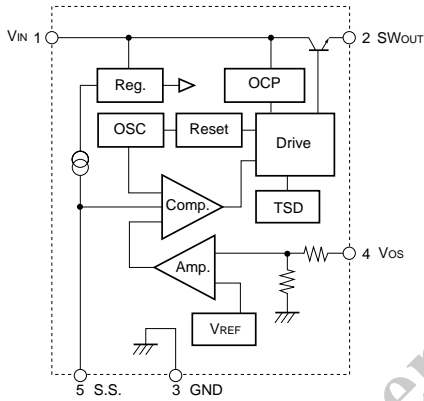 VIN 1
2 SWOUT
Reg.
OCP
OSC
Reset
Drive
Comp.
TSD
Amp.
4 VOS
VREF
5 S.S.
3 GND